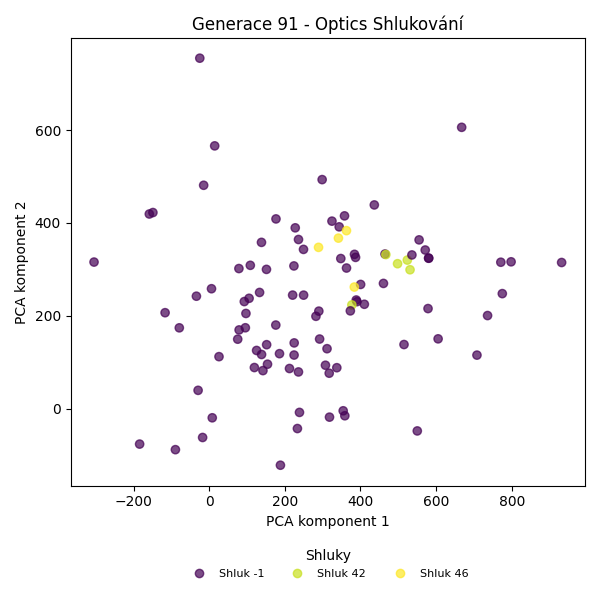 Generace 91 - Optics Shlukování
PCA komponent 2
600
400
200
0
−200
0
200
400
600
800
PCA komponent 1
Shluky
Shluk -1
Shluk 42
Shluk 46